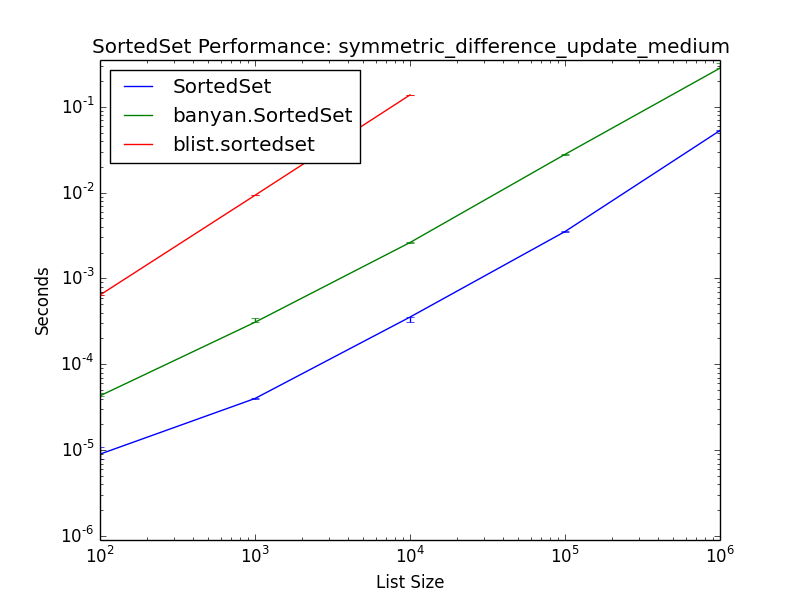 SortedSet Performance: symmetric_difference_update_medium
SortedSet
banyan.SortedSet
blist.sortedset
10^-1
10^-2
10^-3
10^-4
10^-5
10^-6
Seconds
10^2 10^3 10^4 10^5 10^6
List Size